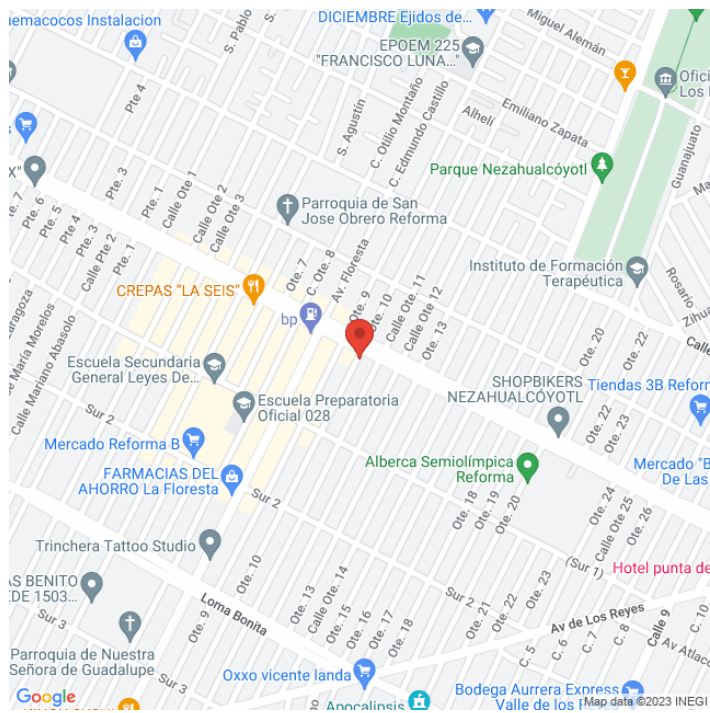 uemacocos Instalacion
S. Pablo
DICIEMBRE Ejidos de...
Miguel Alemán
EPOEM 225
"FRANCISCO LUNA..."
Ofici
Los
Pte 4
S. Agustín
C. Otilio Montaño
C. Edmundo Castillo
Alheli
Emiliano Zapata
Guanajuato
X"
Parque Nezahualcóyotl
Pte. 7
Pte. 6
Pte. 5
Pte 4
Pte. 3
Calle Pte 2
Pte. 1
Pte. 3
Pte. 1
Calle Ote 1
Calle Ote 2
Calle Ote 3
Parroquia de San
Jose Obrero Reforma
Ote. 7
C. Ote. 8
Av. Floresta
Ote. 9
Ote. 10
Calle Ote. 11
Calle Ote 12
Ote. 13
Instituto de Formación
Terapéutica
Rosario
Zihua
Calle
CREPAS "LA SEIS"
bp
Zaragoza
José María Morelos
Calle Mariano Abasolo
Escuela Secundaria
General Leyes De...
Ote. 20
Ote. 22
SHOPBIKERS
NEZAHUALCÓYOTL
Tiendas 3B Reform
Escuela Preparatoria
Oficial 028
Sur 2
Ote. 22
Ote. 23
Mercado Reforma B
Alberca Semiolímpica
Reforma
Mercado "B
De Las
FARMACIAS DEL
AHORRO La Floresta
Sur 2
Ote. 18
Ote. 19
Ote. 20
Ote. 24
Calle Ote 25
Ote. 26
Trinchera Tattoo Studio
(Sur 1)
Hotel punta de
AS BENITO
EDE 1503...
Ote. 9
Ote. 10
Loma Bonita
Ote. 13
Calle Ote. 14
Ote. 15
Ote. 16
Ote. 17
Ote. 18
Sur 2
Ote. 21
Ote. 22
Ote. 23
Sur 3
Av de Los Reyes
C. 5
C. 6
C. 7
C. 8
Calle 9
C. 10
Av Atlaco
Parroquia de Nuestra
Señora de Guadalupe
Sur 3
Oxxo vicente landa
Apocalipsis
Bodega Aurrera Express
Valle de los Reyes
Google
Map data ©2023 INEGI